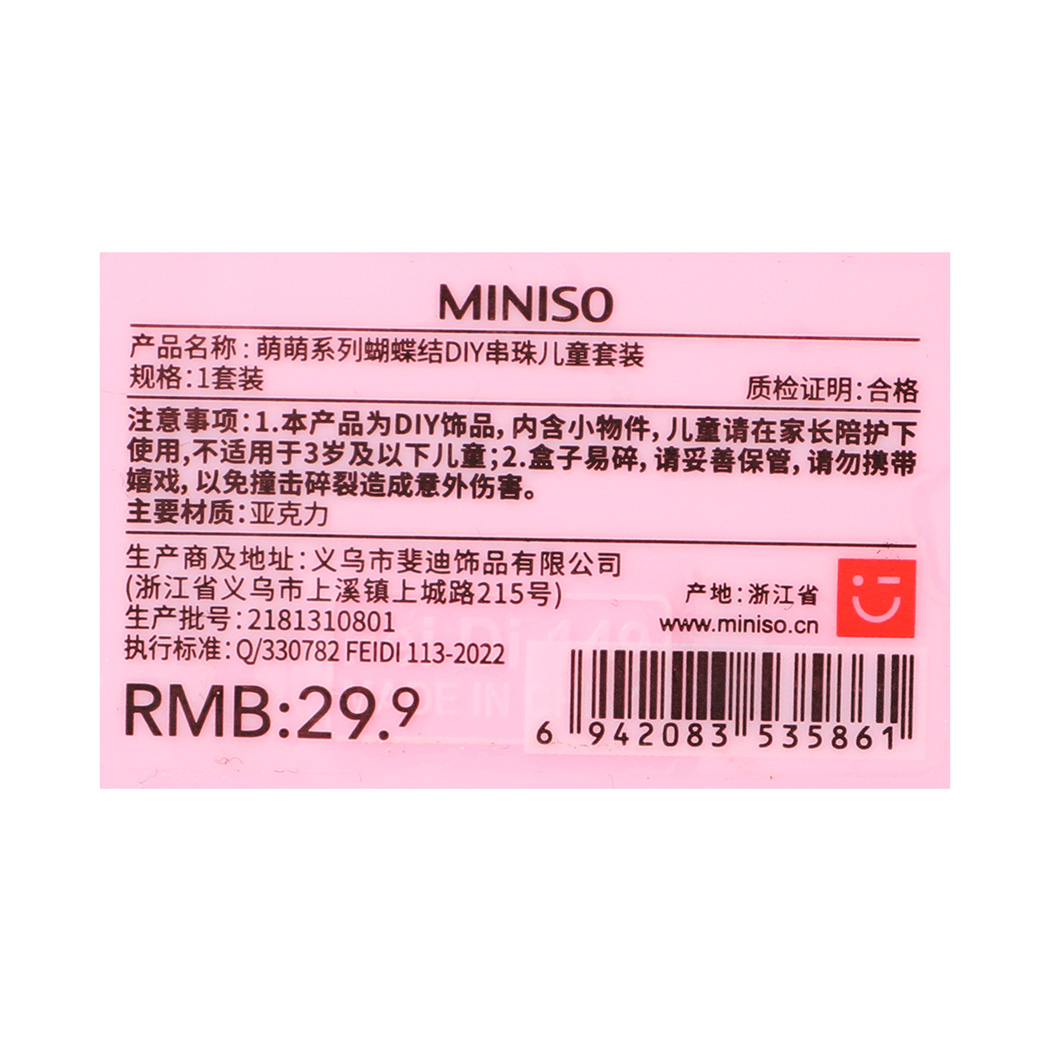 MINISO
产品名称：萌萌系列蝴蝶结DIY串珠儿童套装
规格：1套装
质检证明：合格
注意事项：1.本产品为DIY饰品，内含小物件，儿童请在家长陪护下
使用，不适用于3岁及以下儿童；2.盒子易碎，请妥善保管，请勿携带
嬉戏，以免撞击碎裂造成意外伤害。
主要材质：亚克力
生产商及地址：义乌市斐迪饰品有限公司
(浙江省义乌市上溪镇上城路215号)
生产批号：2181310801
执行标准：Q/330782 FEIDI 113-2022
产地：浙江省
www.miniso.cn
RMB:29.9
6 942083 535861